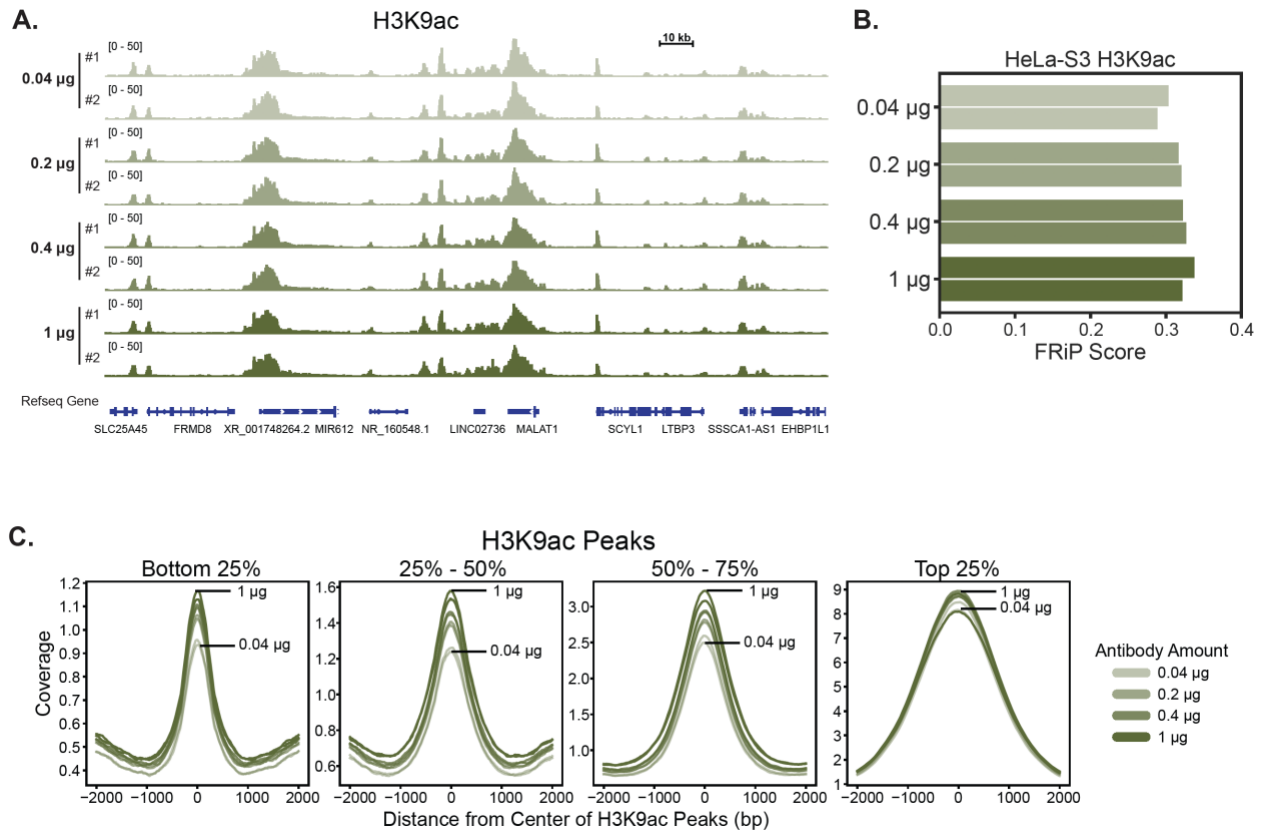 A.
H3K9ac
10 kb
0.04 µg
#1
[0 - 50]
#2
[0 - 50]
0.2 µg
#1
[0 - 50]
#2
[0 - 50]
0.4 µg
#1
[0 - 50]
#2
[0 - 50]
1 µg
#1
[0 - 50]
#2
[0 - 50]
Refseq Gene
SLC25A45 FRMD8 XR_001748264.2 MIR612 NR_160548.1 LINC02736 MALAT1 SCYL1 LTBP3 SSSCA1-AS1 EHBP1L1
B.
HeLa-S3 H3K9ac
0.04 µg
0.2 µg
0.4 µg
1 µg
0.0 0.1 0.2 0.3 0.4
FRiP Score
C.
H3K9ac Peaks
Bottom 25%
1.2
1.1
1.0
0.9
0.8
0.7
0.6
0.5
0.4
Coverage
1 µg
0.04 µg
−2000 −1000 0 1000 2000
25% - 50%
1.6
1.4
1.2
1.0
0.8
0.6
1 µg
0.04 µg
−2000 −1000 0 1000 2000
50% - 75%
3.0
2.5
2.0
1.5
1.0
1 µg
0.04 µg
−2000 −1000 0 1000 2000
Top 25%
9
8
7
6
5
4
3
2
1
1 µg
0.04 µg
−2000 −1000 0 1000 2000
Distance from Center of H3K9ac Peaks (bp)
Antibody Amount
0.04 µg
0.2 µg
0.4 µg
1 µg